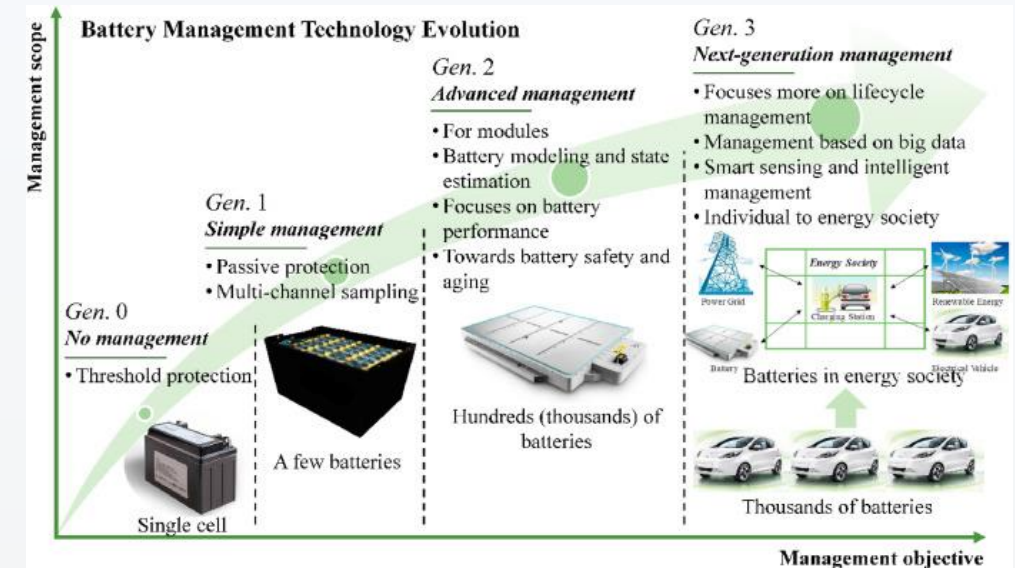 Management scope
Battery Management Technology Evolution
Gen. 0
No management
• Threshold protection
Single cell
Gen. 1
Simple management
• Passive protection
• Multi-channel sampling
A few batteries
Gen. 2
Advanced management
• For modules
• Battery modeling and state
estimation
• Focuses on battery
performance
• Towards battery safety and
aging
Hundreds (thousands) of
batteries
Gen. 3
Next-generation management
• Focuses more on lifecycle
management
• Management based on big data
• Smart sensing and intelligent
management
• Individual to energy society
Energy Society
Power Grid
Charging Station
Renewable Energy
Battery
Electrical Vehicle
Batteries in energy society
Thousands of batteries
Management objective